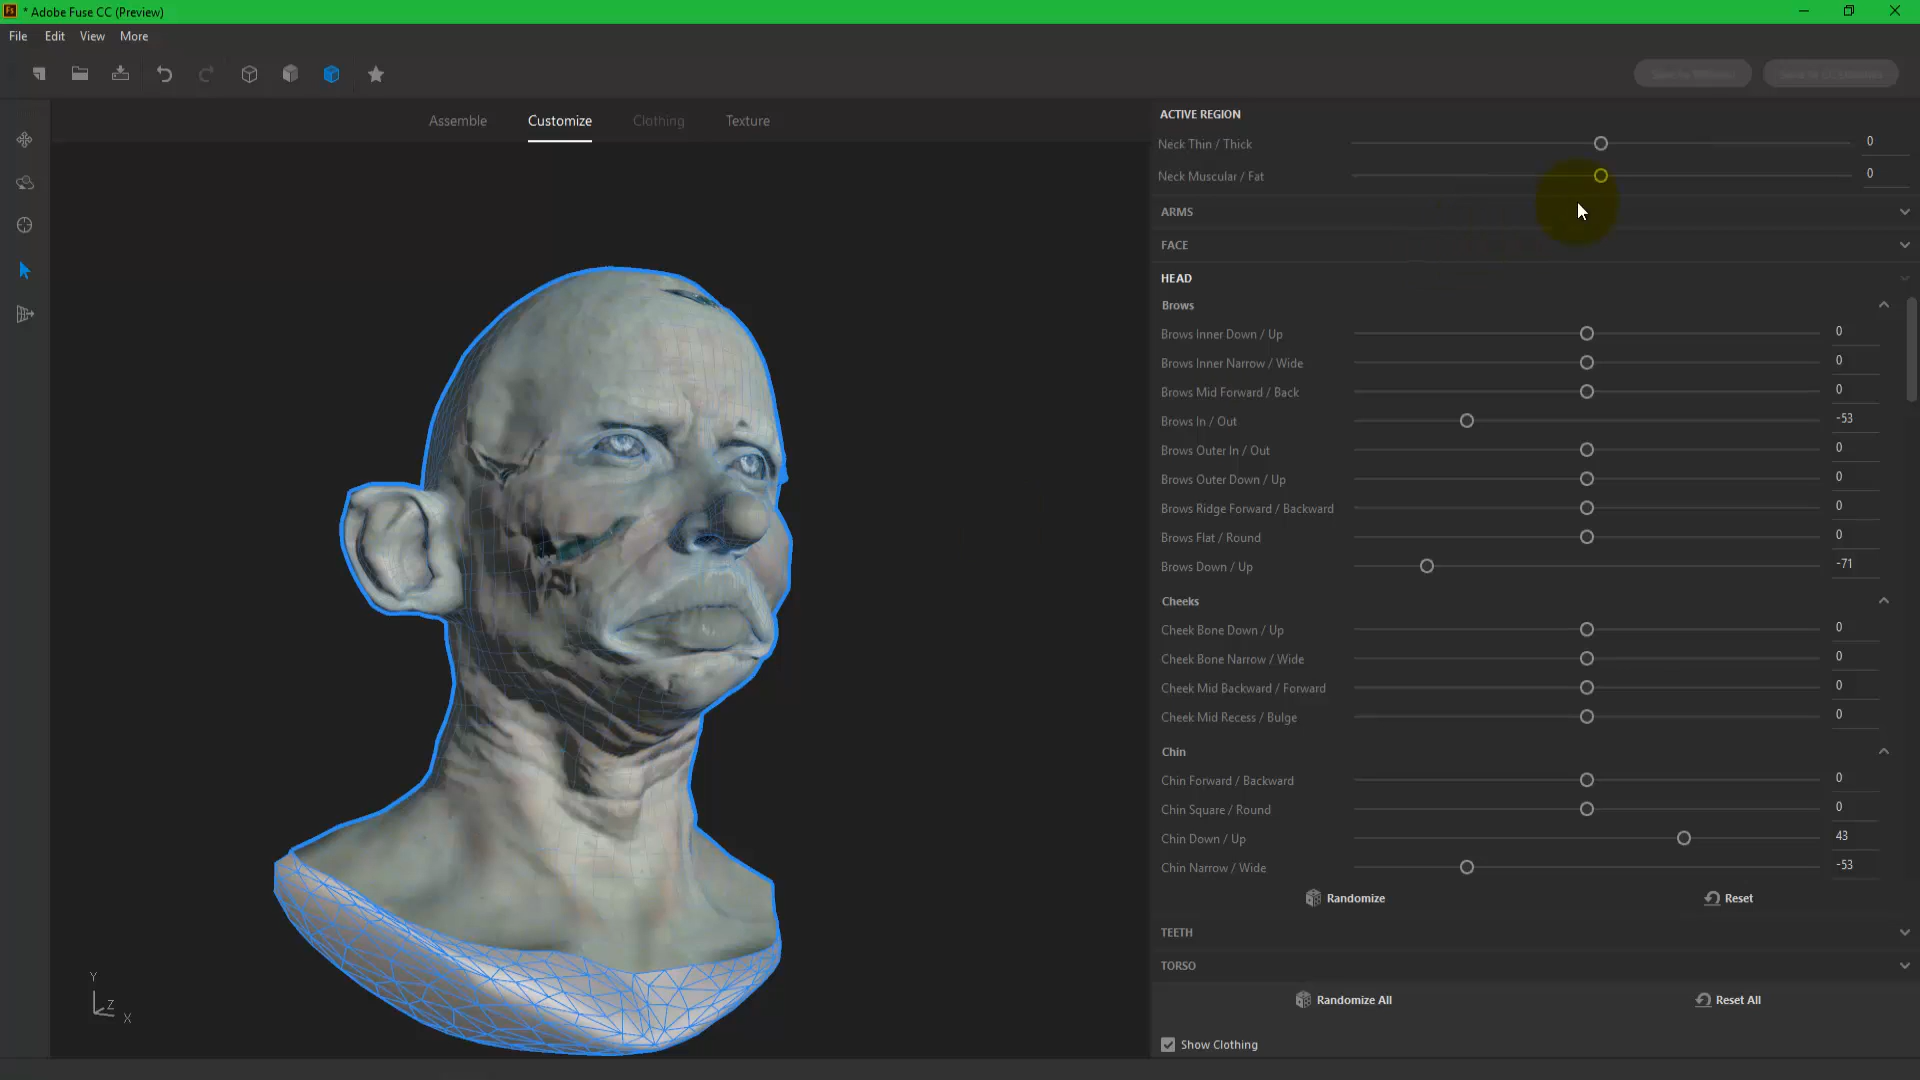 Fs * Adobe Fuse CC (Preview)
File Edit View More
Assemble Customize Clothing Texture
ACTIVE REGION
Neck Thin / Thick 0
Neck Muscular / Fat 0
ARMS
FACE
HEAD
Brows
Brows Inner Down / Up 0
Brows Inner Narrow / Wide 0
Brows Mid Forward / Back 0
Brows In / Out -53
Brows Outer In / Out 0
Brows Outer Down / Up 0
Brows Ridge Forward / Backward 0
Brows Flat / Round 0
Brows Down / Up -71
Cheeks
Cheek Bone Down / Up 0
Cheek Bone Narrow / Wide 0
Cheek Mid Backward / Forward 0
Cheek Mid Recess / Bulge 0
Chin
Chin Forward / Backward 0
Chin Square / Round 0
Chin Down / Up 43
Chin Narrow / Wide -53
Randomize Reset
TEETH
TORSO
Randomize All Reset All
Show Clothing
Y
Z
X